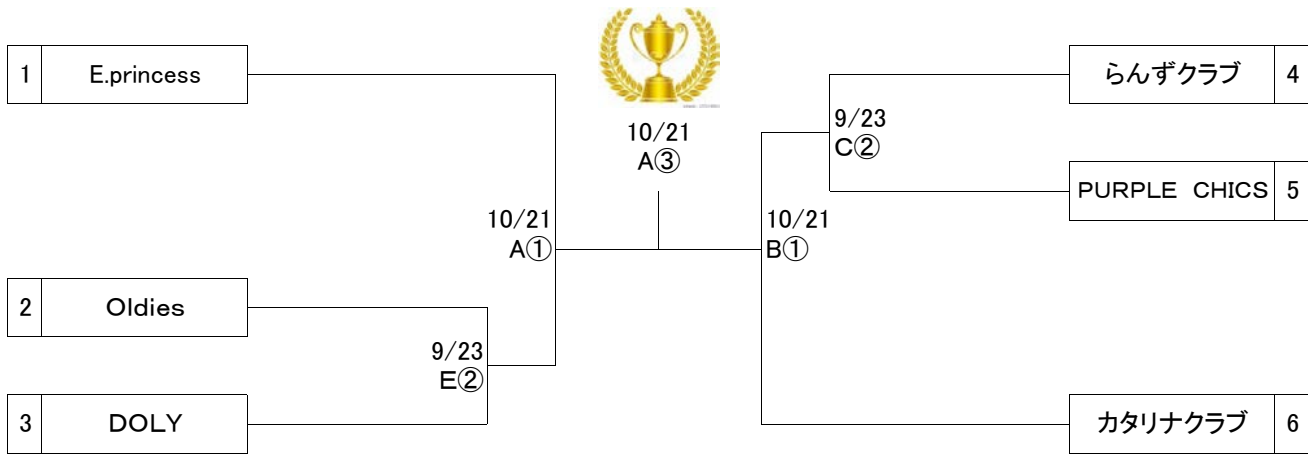 1 E.princess
10/21
A③
らんずクラブ 4
9/23
C②
PURPLE CHICS 5
10/21
A①
10/21
B①
2 Oldies
9/23
E②
3 DOLY
カタリナクラブ 6